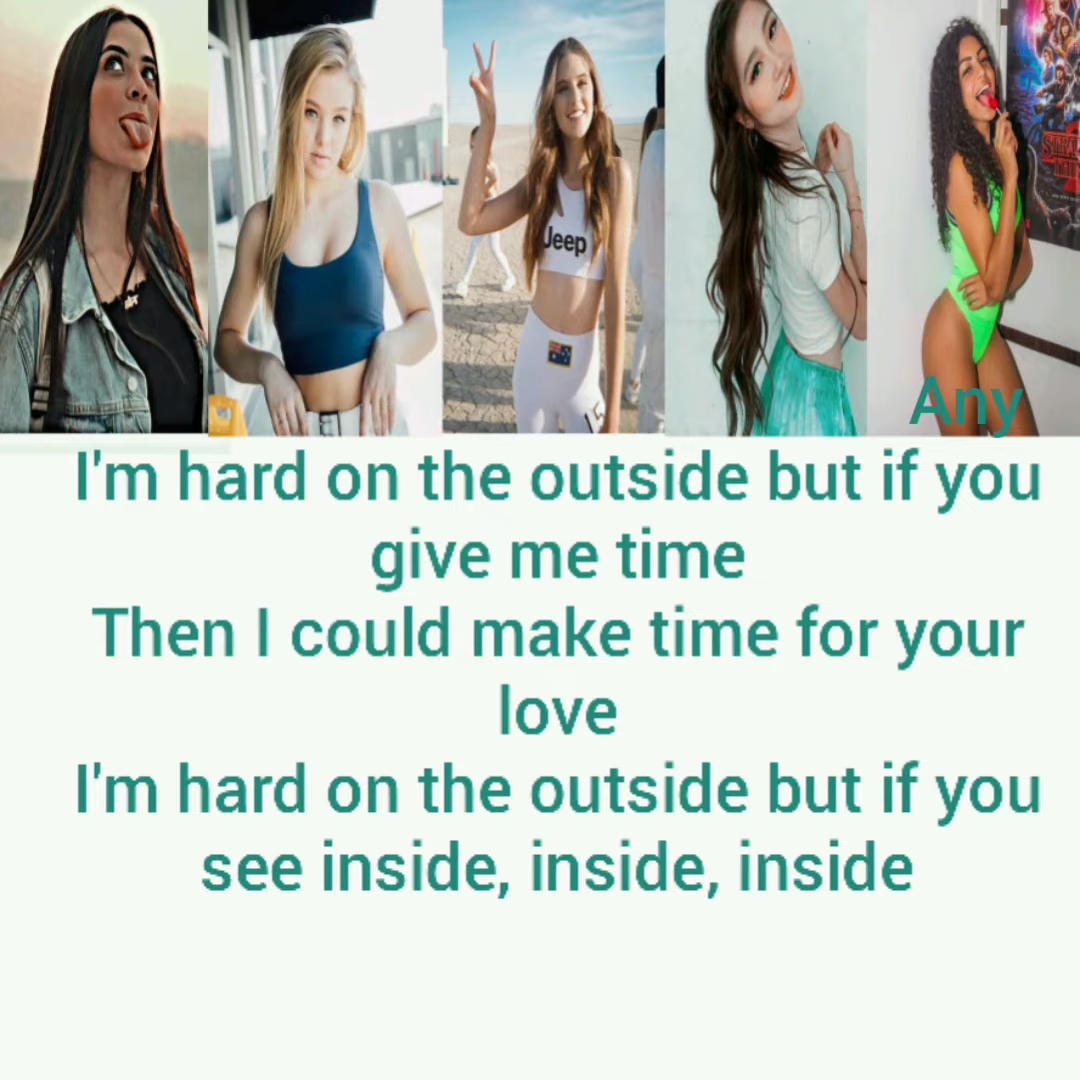 Jeep
Any
I'm hard on the outside but if you
give me time
Then I could make time for your
love
I'm hard on the outside but if you
see inside, inside, inside